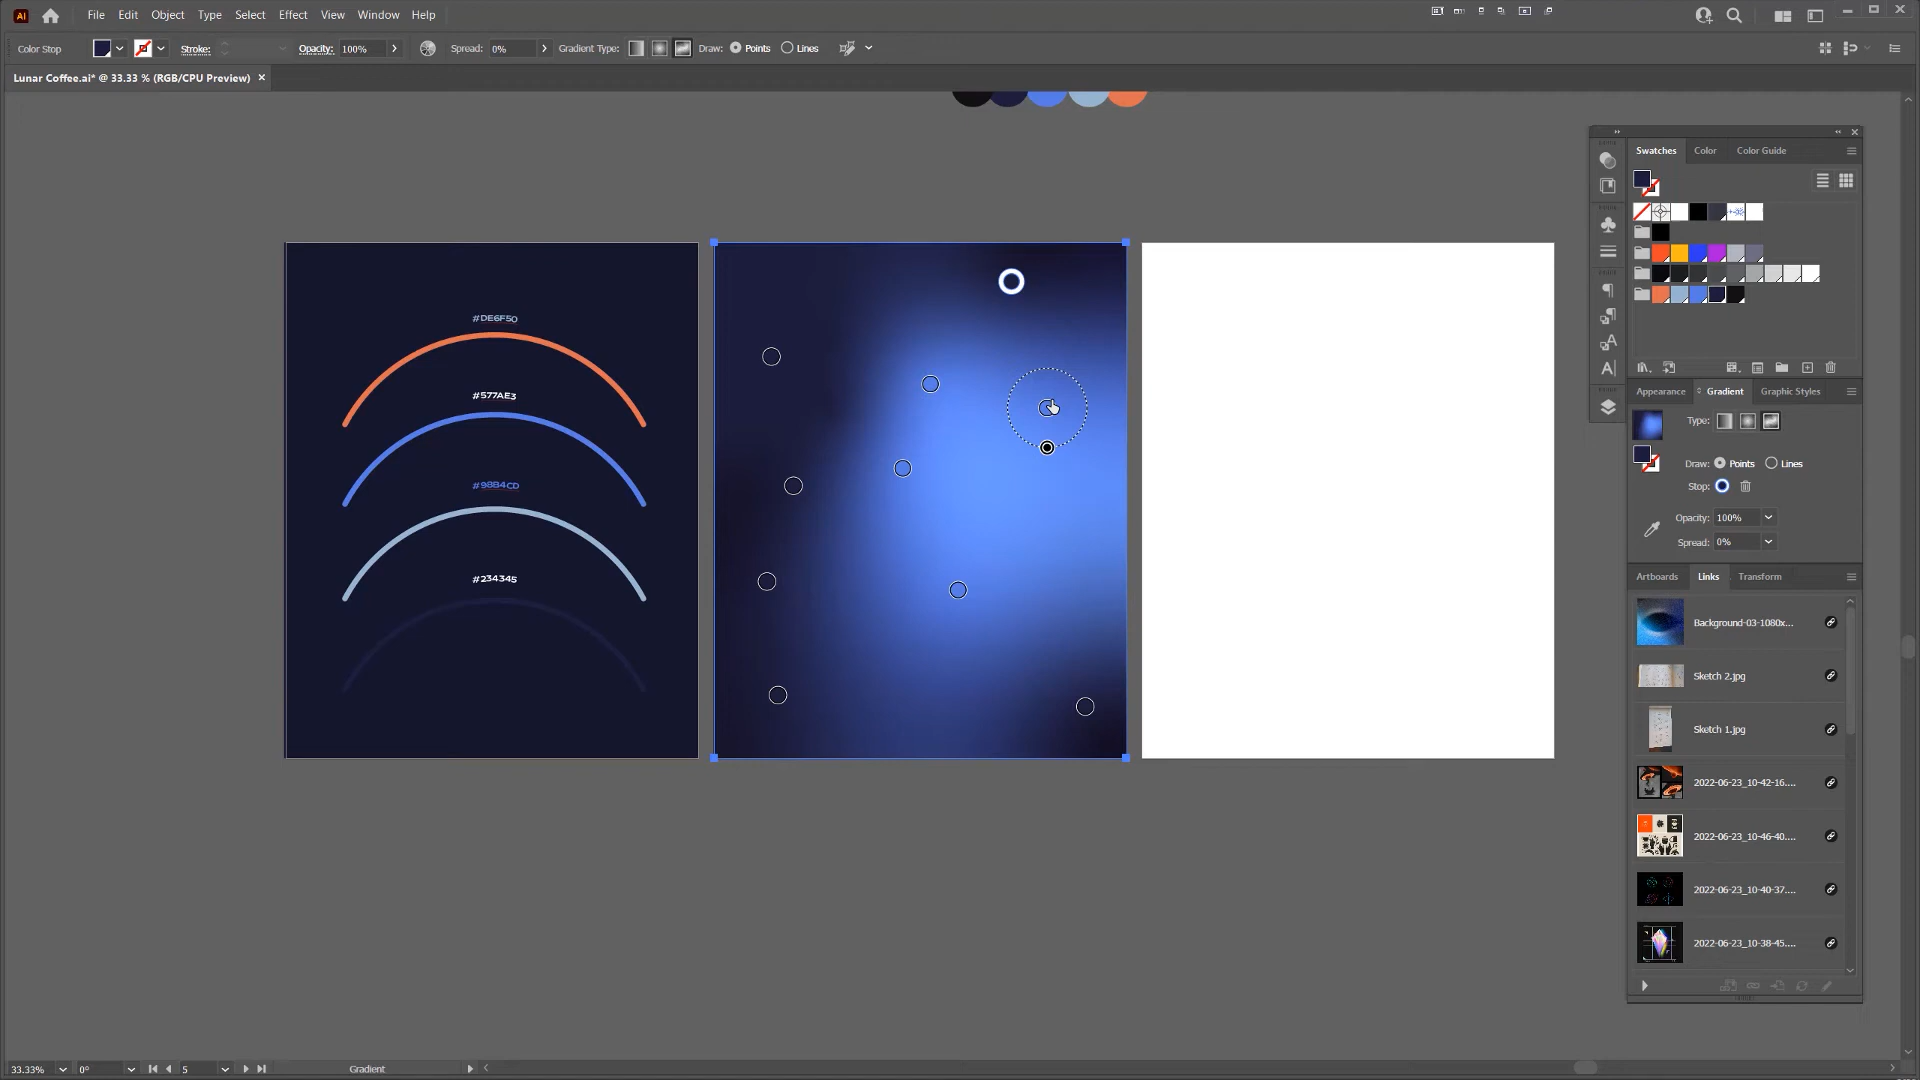 Ai File Edit Object Type Select Effect View Window Help
Color Stop Stroke: Opacity: 100% Spread: 0% Gradient Type: Draw: Points Lines
Lunar Coffee.ai* @ 33.33 % (RGB/CPU Preview) ×
Swatches Color Color Guide
#DE6F50
#577AE3
#98B4CD
#234345
Appearance Gradient Graphic Styles
Type:
Draw: Points Lines
Stop:
Opacity: 100%
Spread: 0%
Artboards Links Transform
Background-03-1080x...
Sketch 2.jpg
Sketch 1.jpg
2022-06-23_10-42-16....
2022-06-23_10-46-40....
2022-06-23_10-40-37....
2022-06-23_10-38-45....
33.33% 0° 5 Gradient